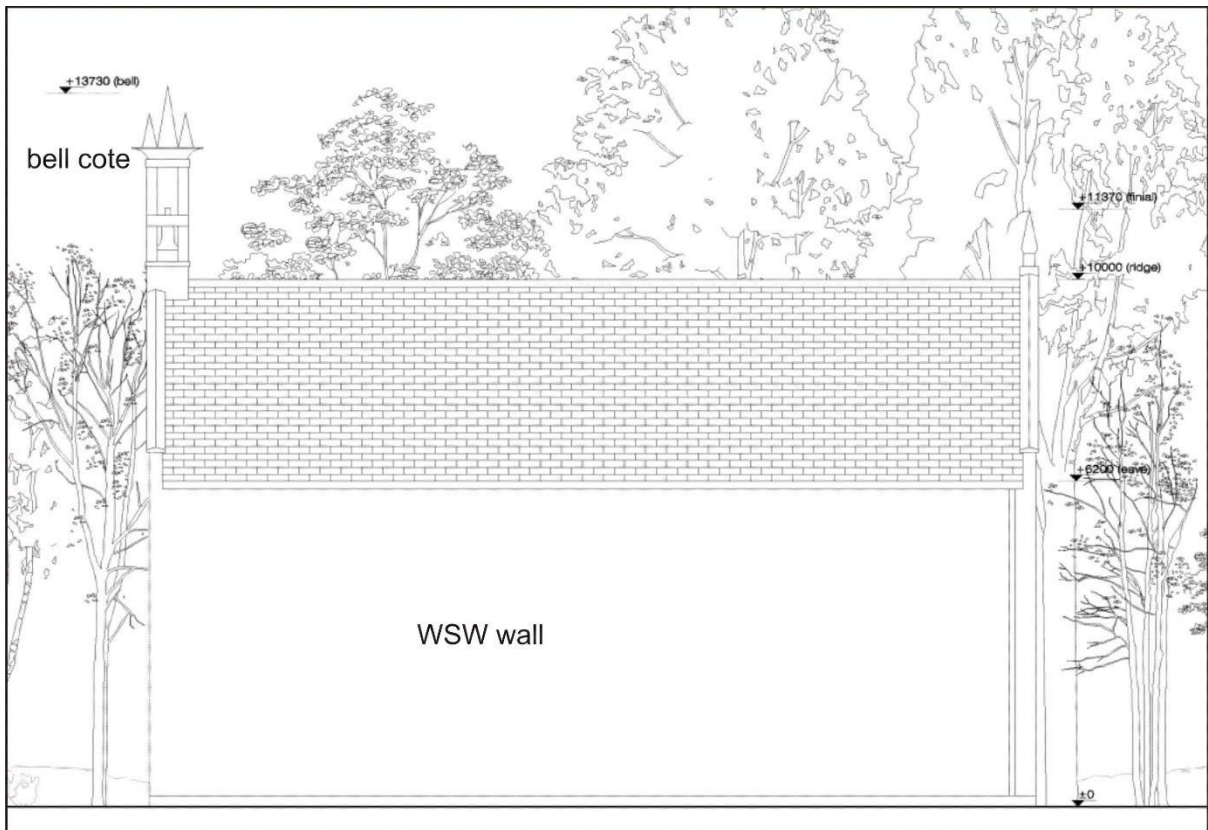 +13730 (bell)
bell cote
+11370 (finial)
+10000 (ridge)
+6200 (eave)
WSW wall
±0